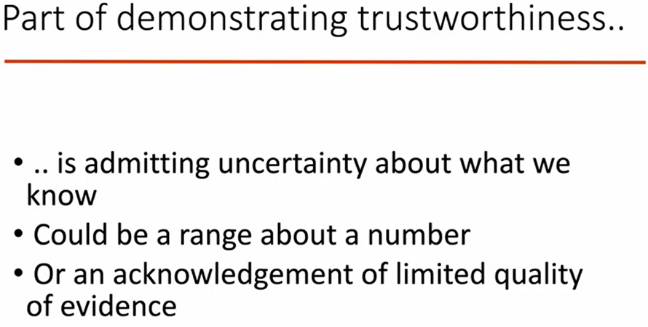 Part of demonstrating trustworthiness..
• .. is admitting uncertainty about what we
know
• Could be a range about a number
• Or an acknowledgement of limited quality
of evidence